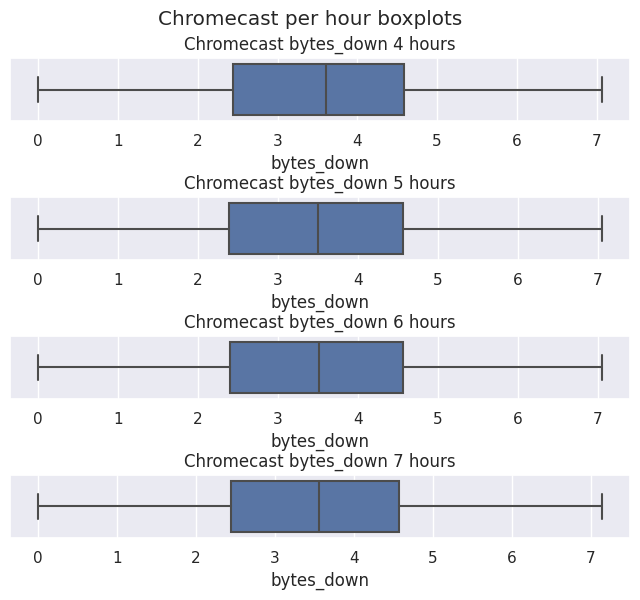 Chromecast per hour boxplots
Chromecast bytes_down 4 hours
0 1 2 3 4 5 6 7
bytes_down
Chromecast bytes_down 5 hours
0 1 2 3 4 5 6 7
bytes_down
Chromecast bytes_down 6 hours
0 1 2 3 4 5 6 7
bytes_down
Chromecast bytes_down 7 hours
0 1 2 3 4 5 6 7
bytes_down